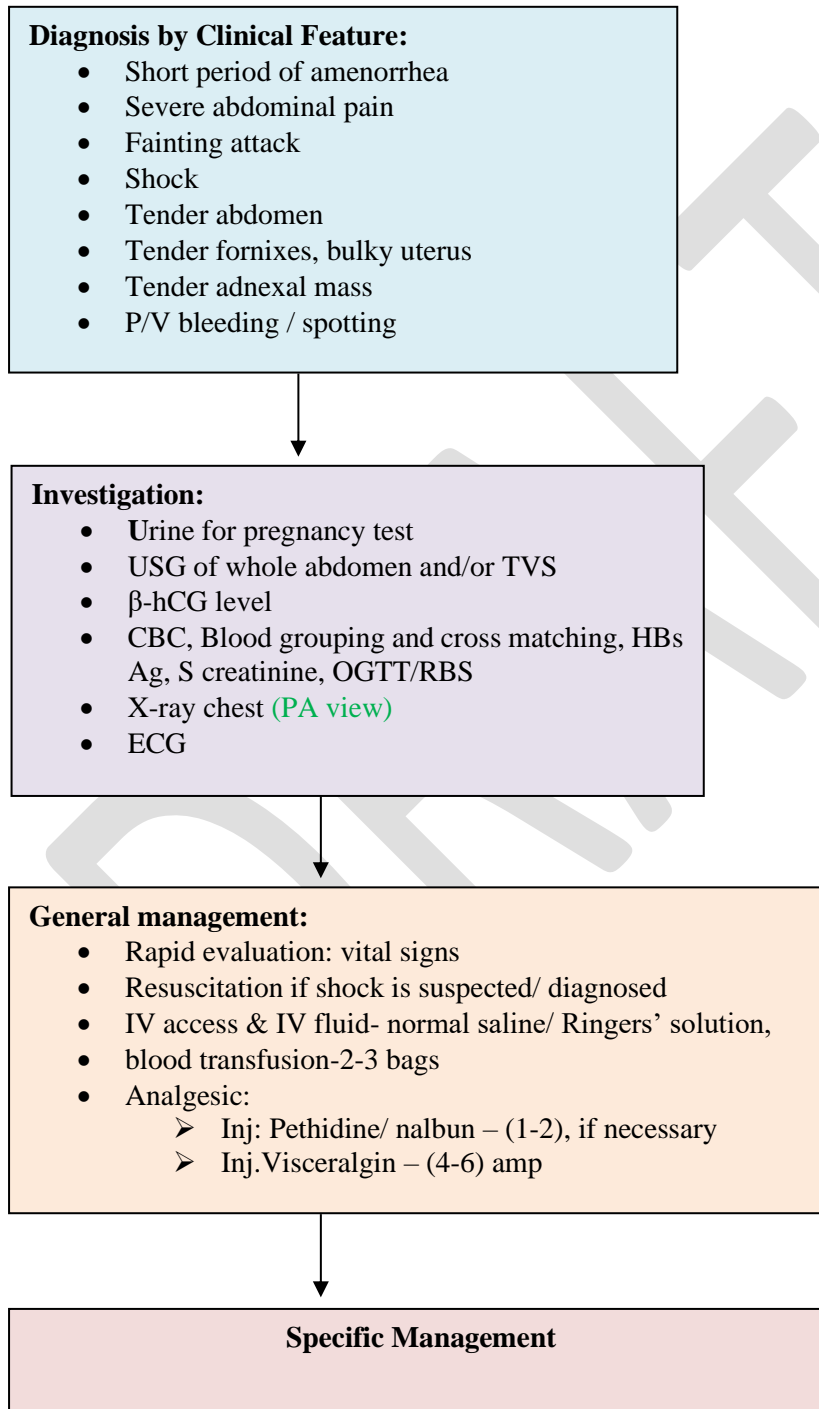 Diagnosis by Clinical Feature:
• Short period of amenorrhea
• Severe abdominal pain
• Fainting attack
• Shock
• Tender abdomen
• Tender fornixes, bulky uterus
• Tender adnexal mass
• P/V bleeding / spotting
Investigation:
• Urine for pregnancy test
• USG of whole abdomen and/or TVS
• β-hCG level
• CBC, Blood grouping and cross matching, HBs
Ag, S creatinine, OGTT/RBS
• X-ray chest (PA view)
• ECG
General management:
• Rapid evaluation: vital signs
• Resuscitation if shock is suspected/ diagnosed
• IV access & IV fluid- normal saline/ Ringers’ solution,
• blood transfusion-2-3 bags
• Analgesic:
➢ Inj: Pethidine/ nalbun – (1-2), if necessary
➢ Inj.Visceralgin – (4-6) amp
Specific Management
DRAFT